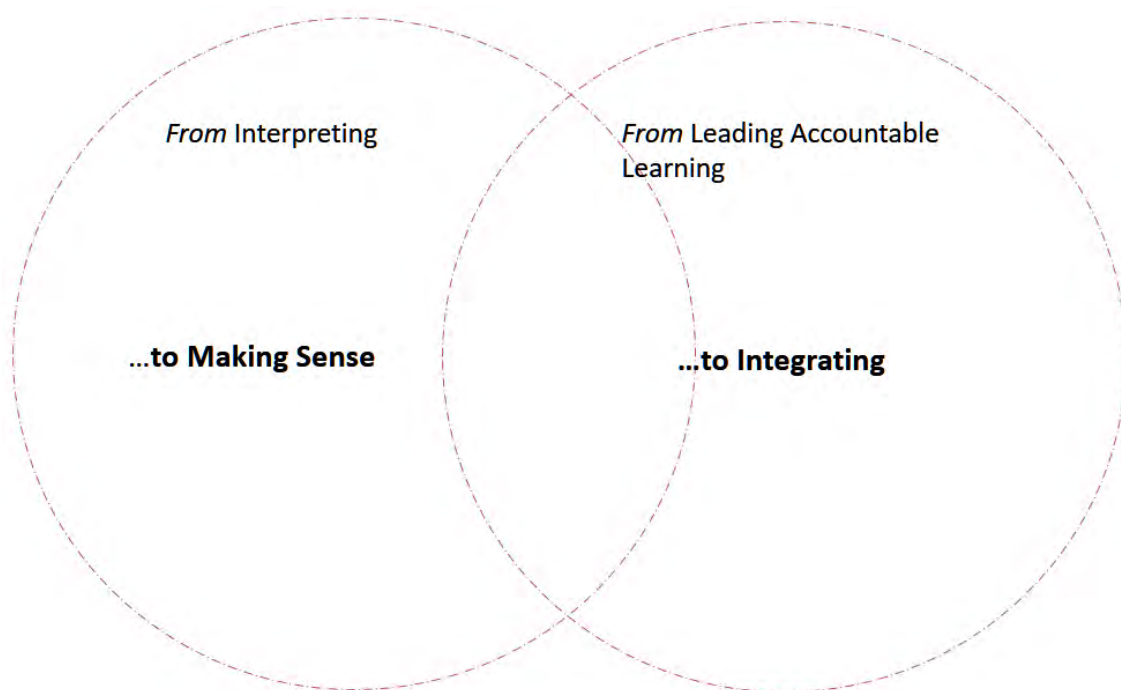 From Interpreting
From Leading Accountable
Learning
...to Making Sense
...to Integrating